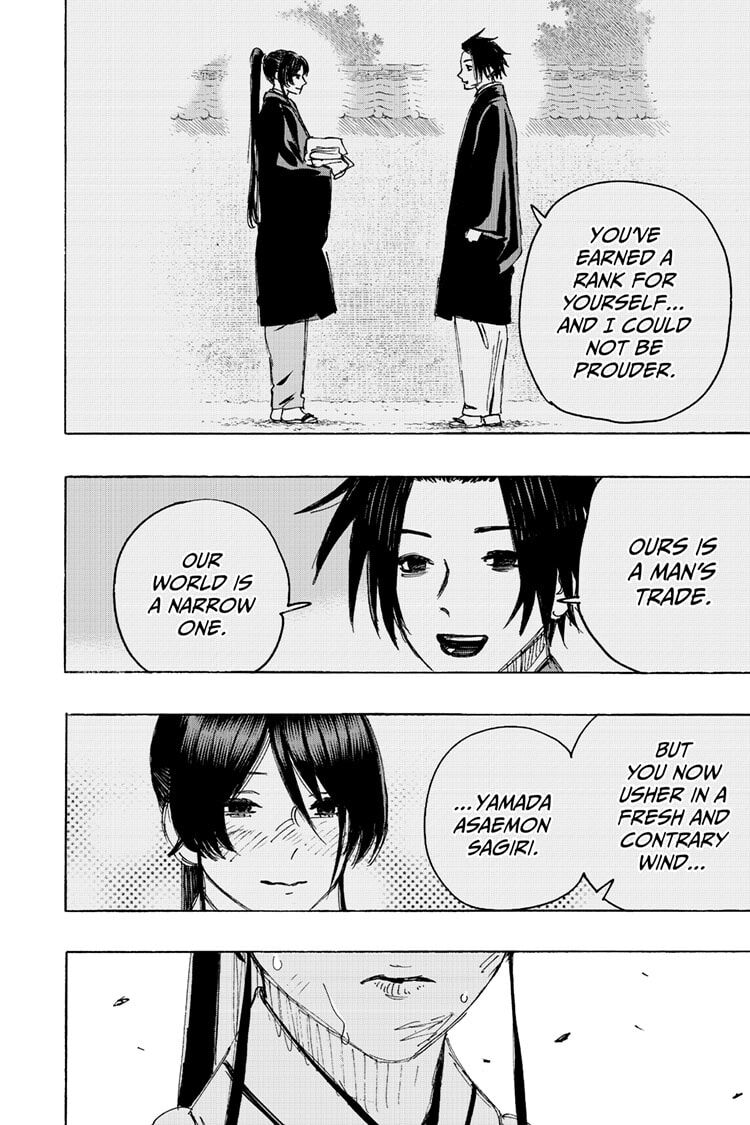 YOU'VE
EARNED A
RANK FOR
YOURSELF...
AND I COULD
NOT BE
PROUDER.
OURS IS
A MAN'S
TRADE.
OUR
WORLD IS
A NARROW
ONE.
BUT
YOU NOW
USHER IN A
FRESH AND
CONTRARY
WIND...
...YAMADA
ASAEMON
SAGIRI.